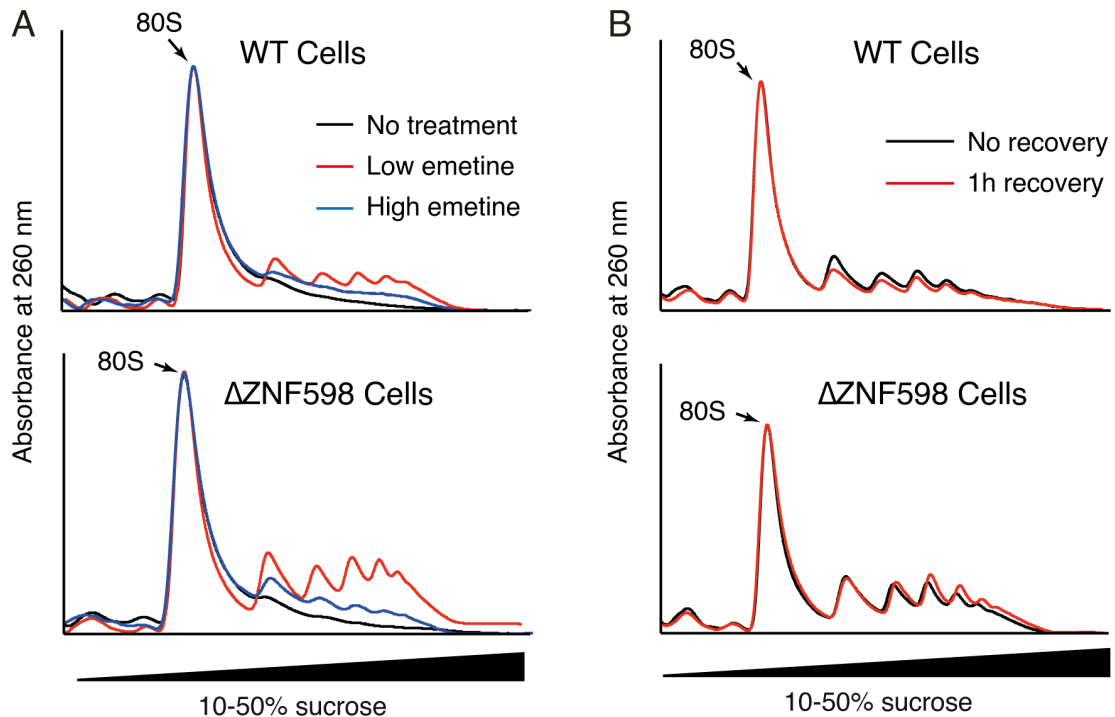 A
80S
WT Cells
No treatment
Low emetine
High emetine
80S
ΔZNF598 Cells
Absorbance at 260 nm
10-50% sucrose
B
80S
WT Cells
No recovery
1h recovery
80S
ΔZNF598 Cells
Absorbance at 260 nm
10-50% sucrose